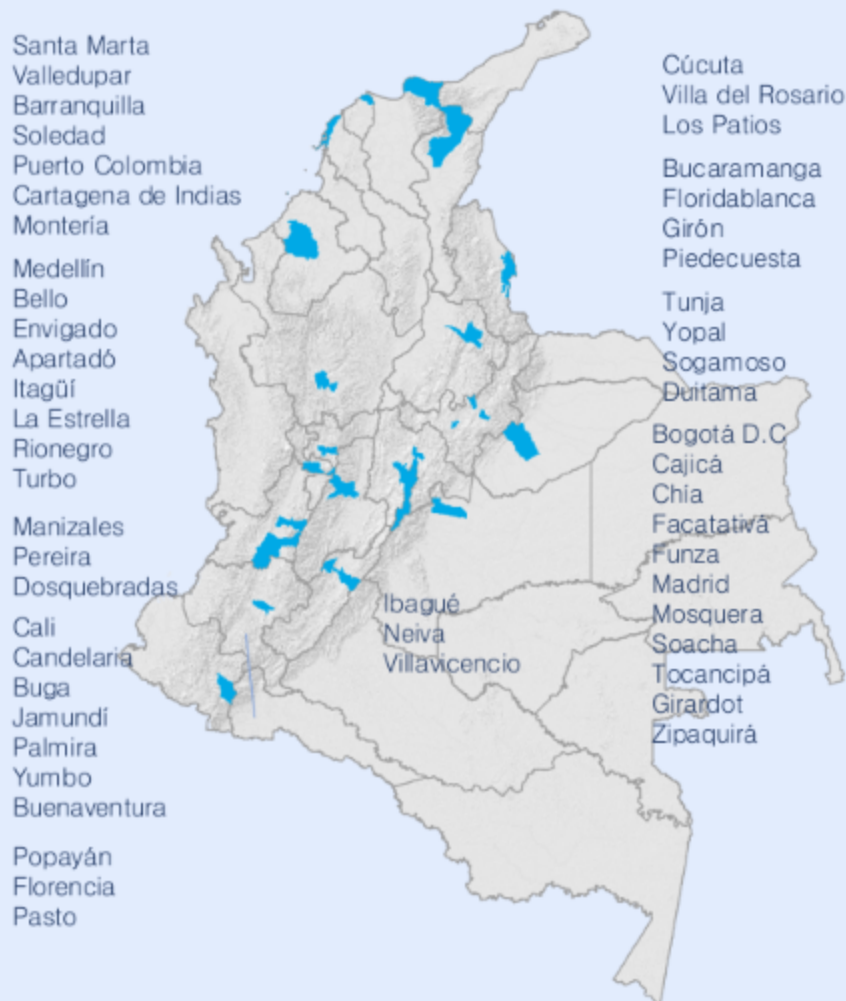 Santa Marta
Valledupar
Barranquilla
Soledad
Puerto Colombia
Cartagena de Indias
Montería
Medellín
Bello
Envigado
Apartadó
Itagüí
La Estrella
Rionegro
Turbo
Manizales
Pereira
Dosquebradas
Cali
Candelaria
Buga
Jamundí
Palmira
Yumbo
Buenaventura
Popayán
Florencia
Pasto
Ibagué
Neiva
Villavicencio
Cúcuta
Villa del Rosario
Los Patios
Bucaramanga
Floridablanca
Girón
Piedecuesta
Tunja
Yopal
Sogamoso
Duitama
Bogotá D.C
Cajicá
Chía
Facatativá
Funza
Madrid
Mosquera
Soacha
Tocancipá
Girardot
Zipaquirá